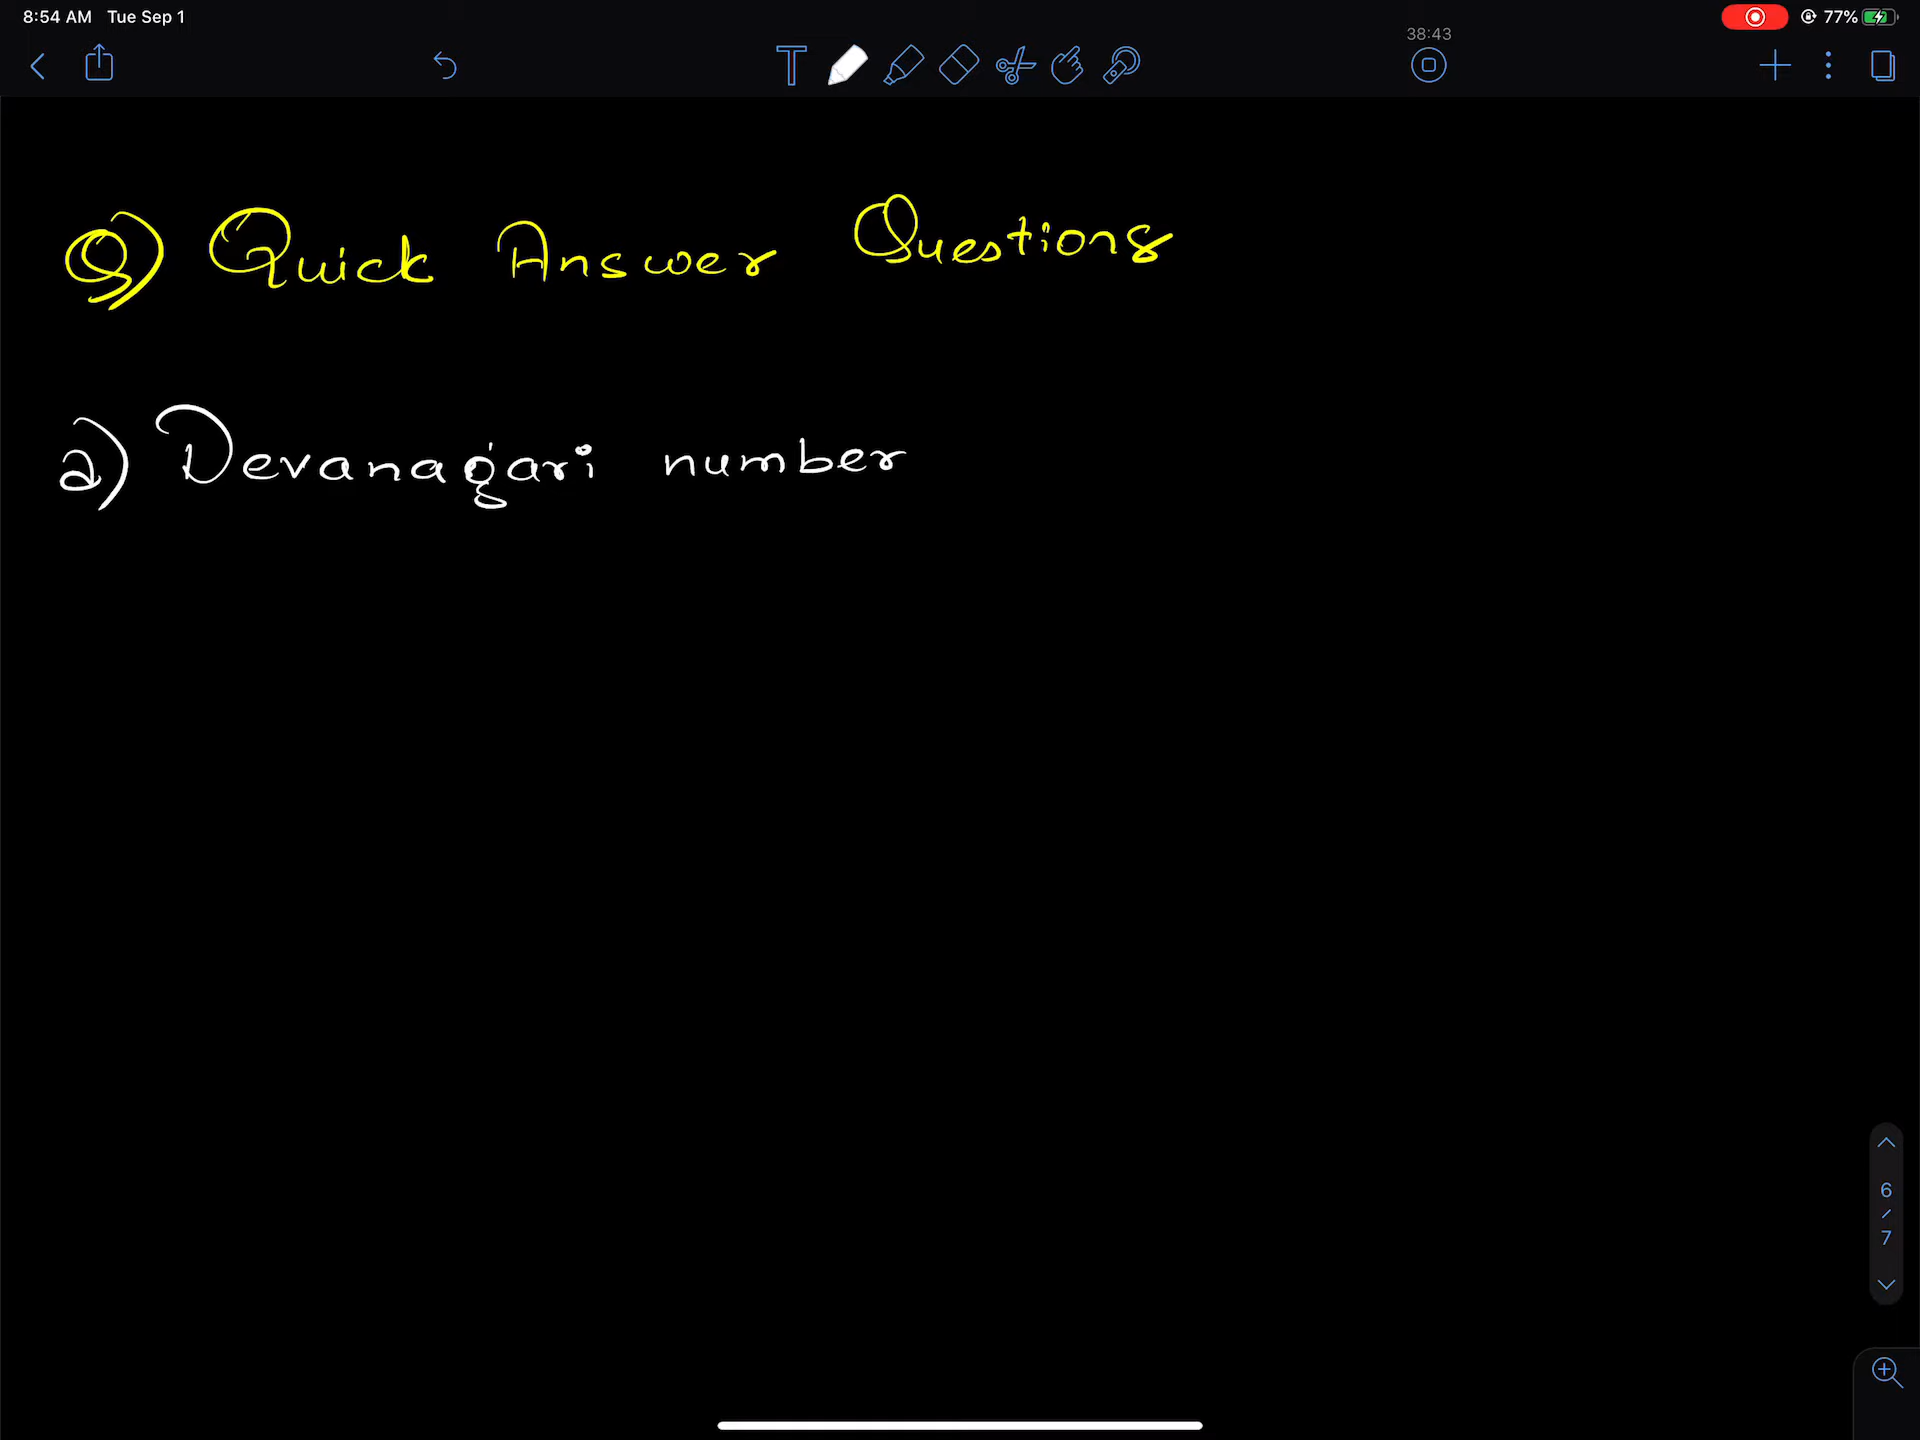 8:54 AM Tue Sep 1
77%
38:43
Q) Quick Answer Questions
a) Devanagari number
6
/
7